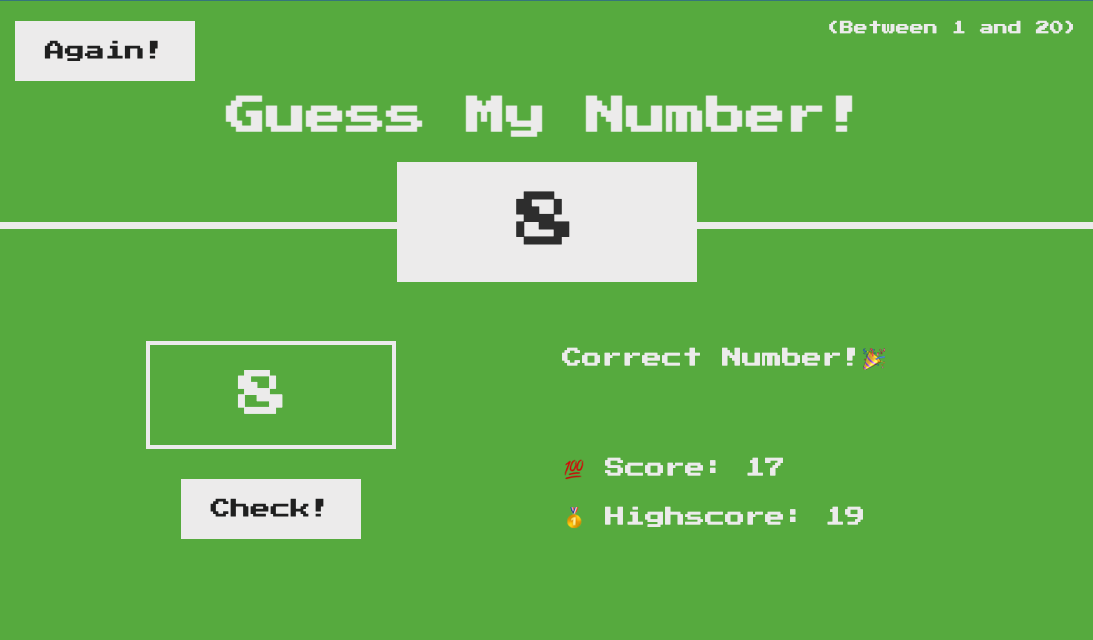 Again!
(Between 1 and 20)
Guess My Number!
8
8
Check!
Correct Number!🎉
💯 Score: 17
🥇 Highscore: 19